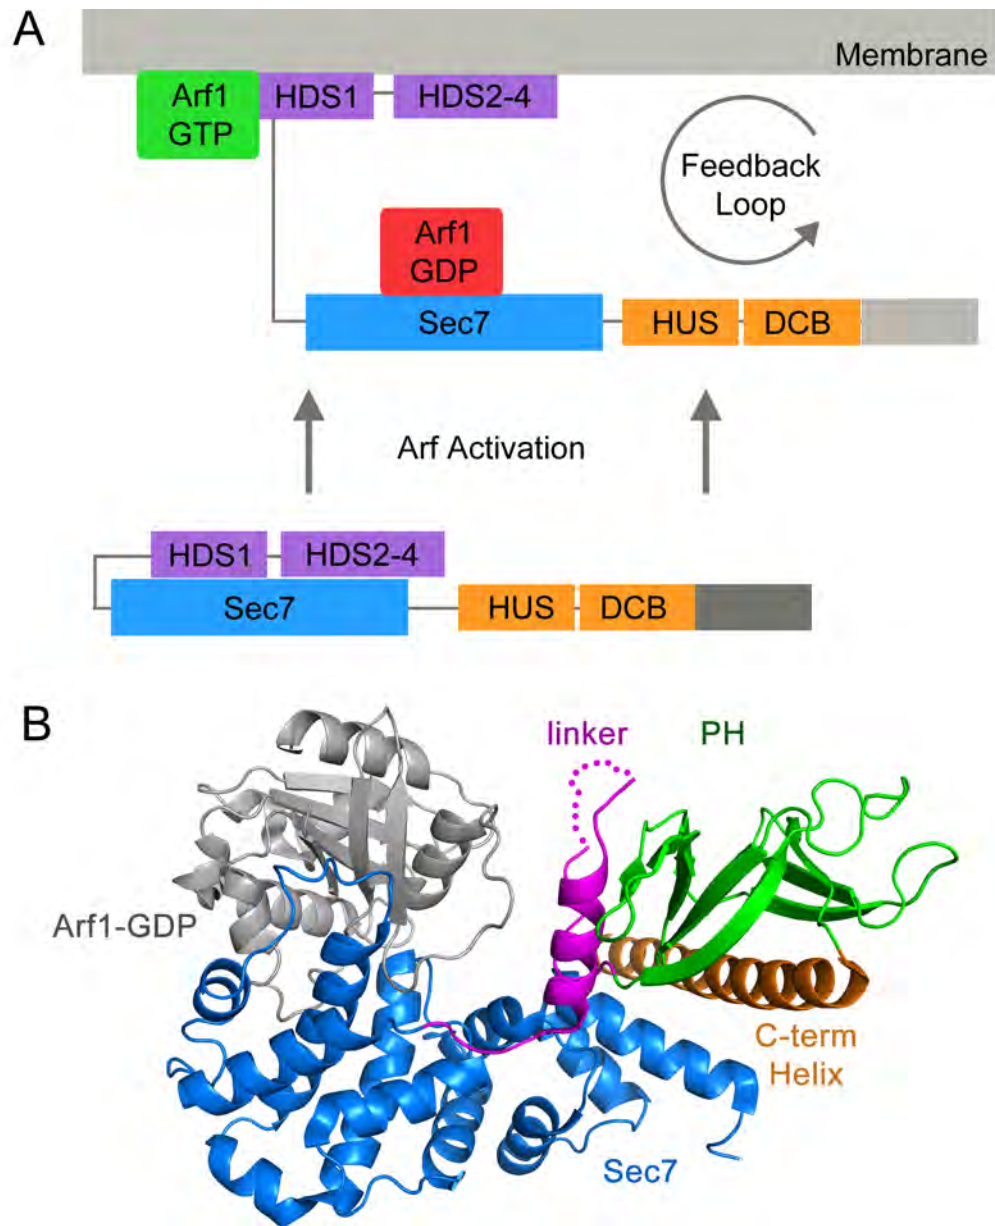 A
Membrane
Arf1
GTP
HDS1
HDS2-4
Feedback
Loop
Arf1
GDP
Sec7
HUS
DCB
Arf Activation
HDS1
HDS2-4
Sec7
HUS
DCB
B
linker
PH
Arf1-GDP
C-term
Helix
Sec7